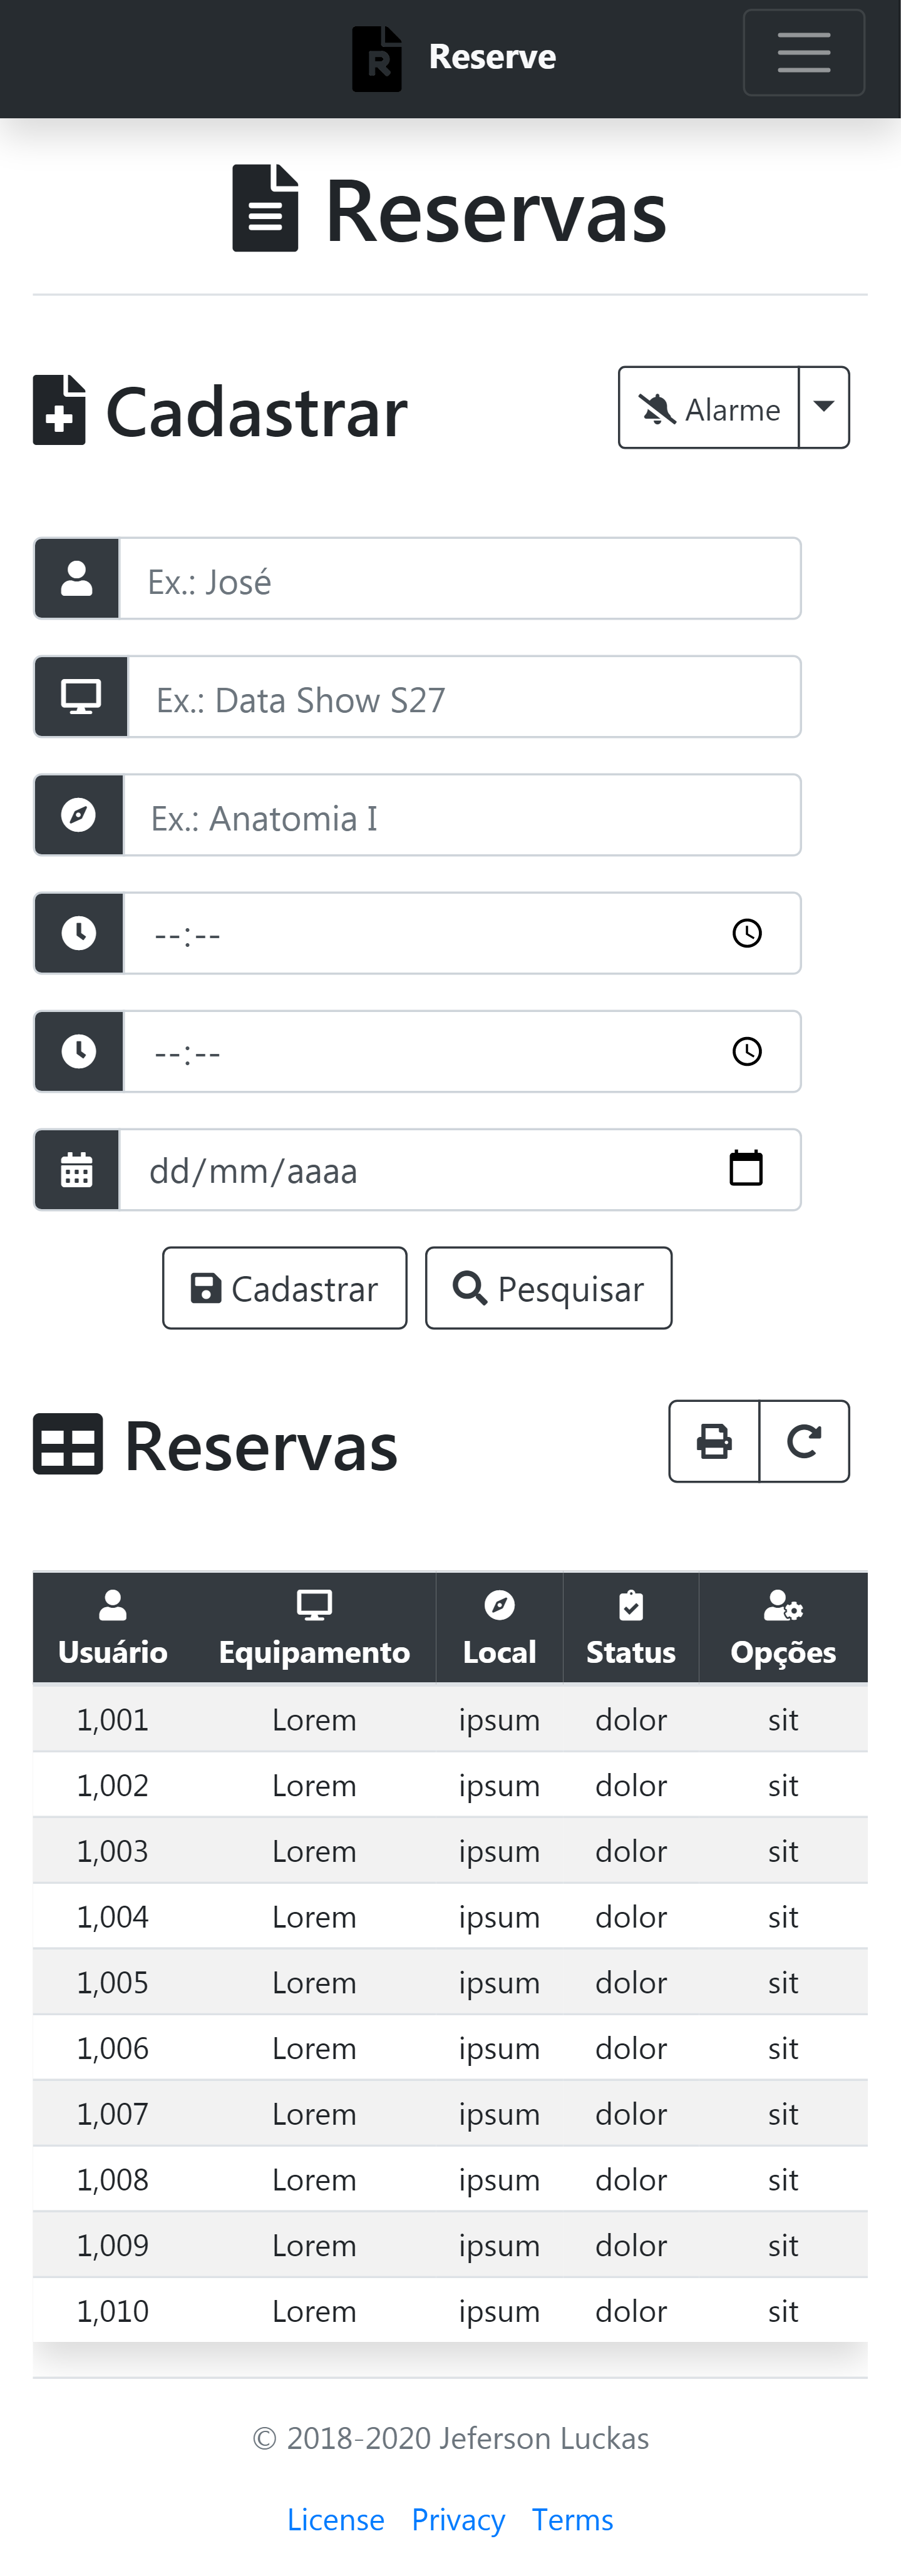 Reserve
Reservas
Cadastrar
Alarme
Ex.: José
Ex.: Data Show S27
Ex.: Anatomia I
--:--
--:--
dd/mm/aaaa
Cadastrar Pesquisar
Reservas
Usuário Equipamento Local Status Opções
1,001 Lorem ipsum dolor sit
1,002 Lorem ipsum dolor sit
1,003 Lorem ipsum dolor sit
1,004 Lorem ipsum dolor sit
1,005 Lorem ipsum dolor sit
1,006 Lorem ipsum dolor sit
1,007 Lorem ipsum dolor sit
1,008 Lorem ipsum dolor sit
1,009 Lorem ipsum dolor sit
1,010 Lorem ipsum dolor sit
© 2018-2020 Jeferson Luckas
License Privacy Terms